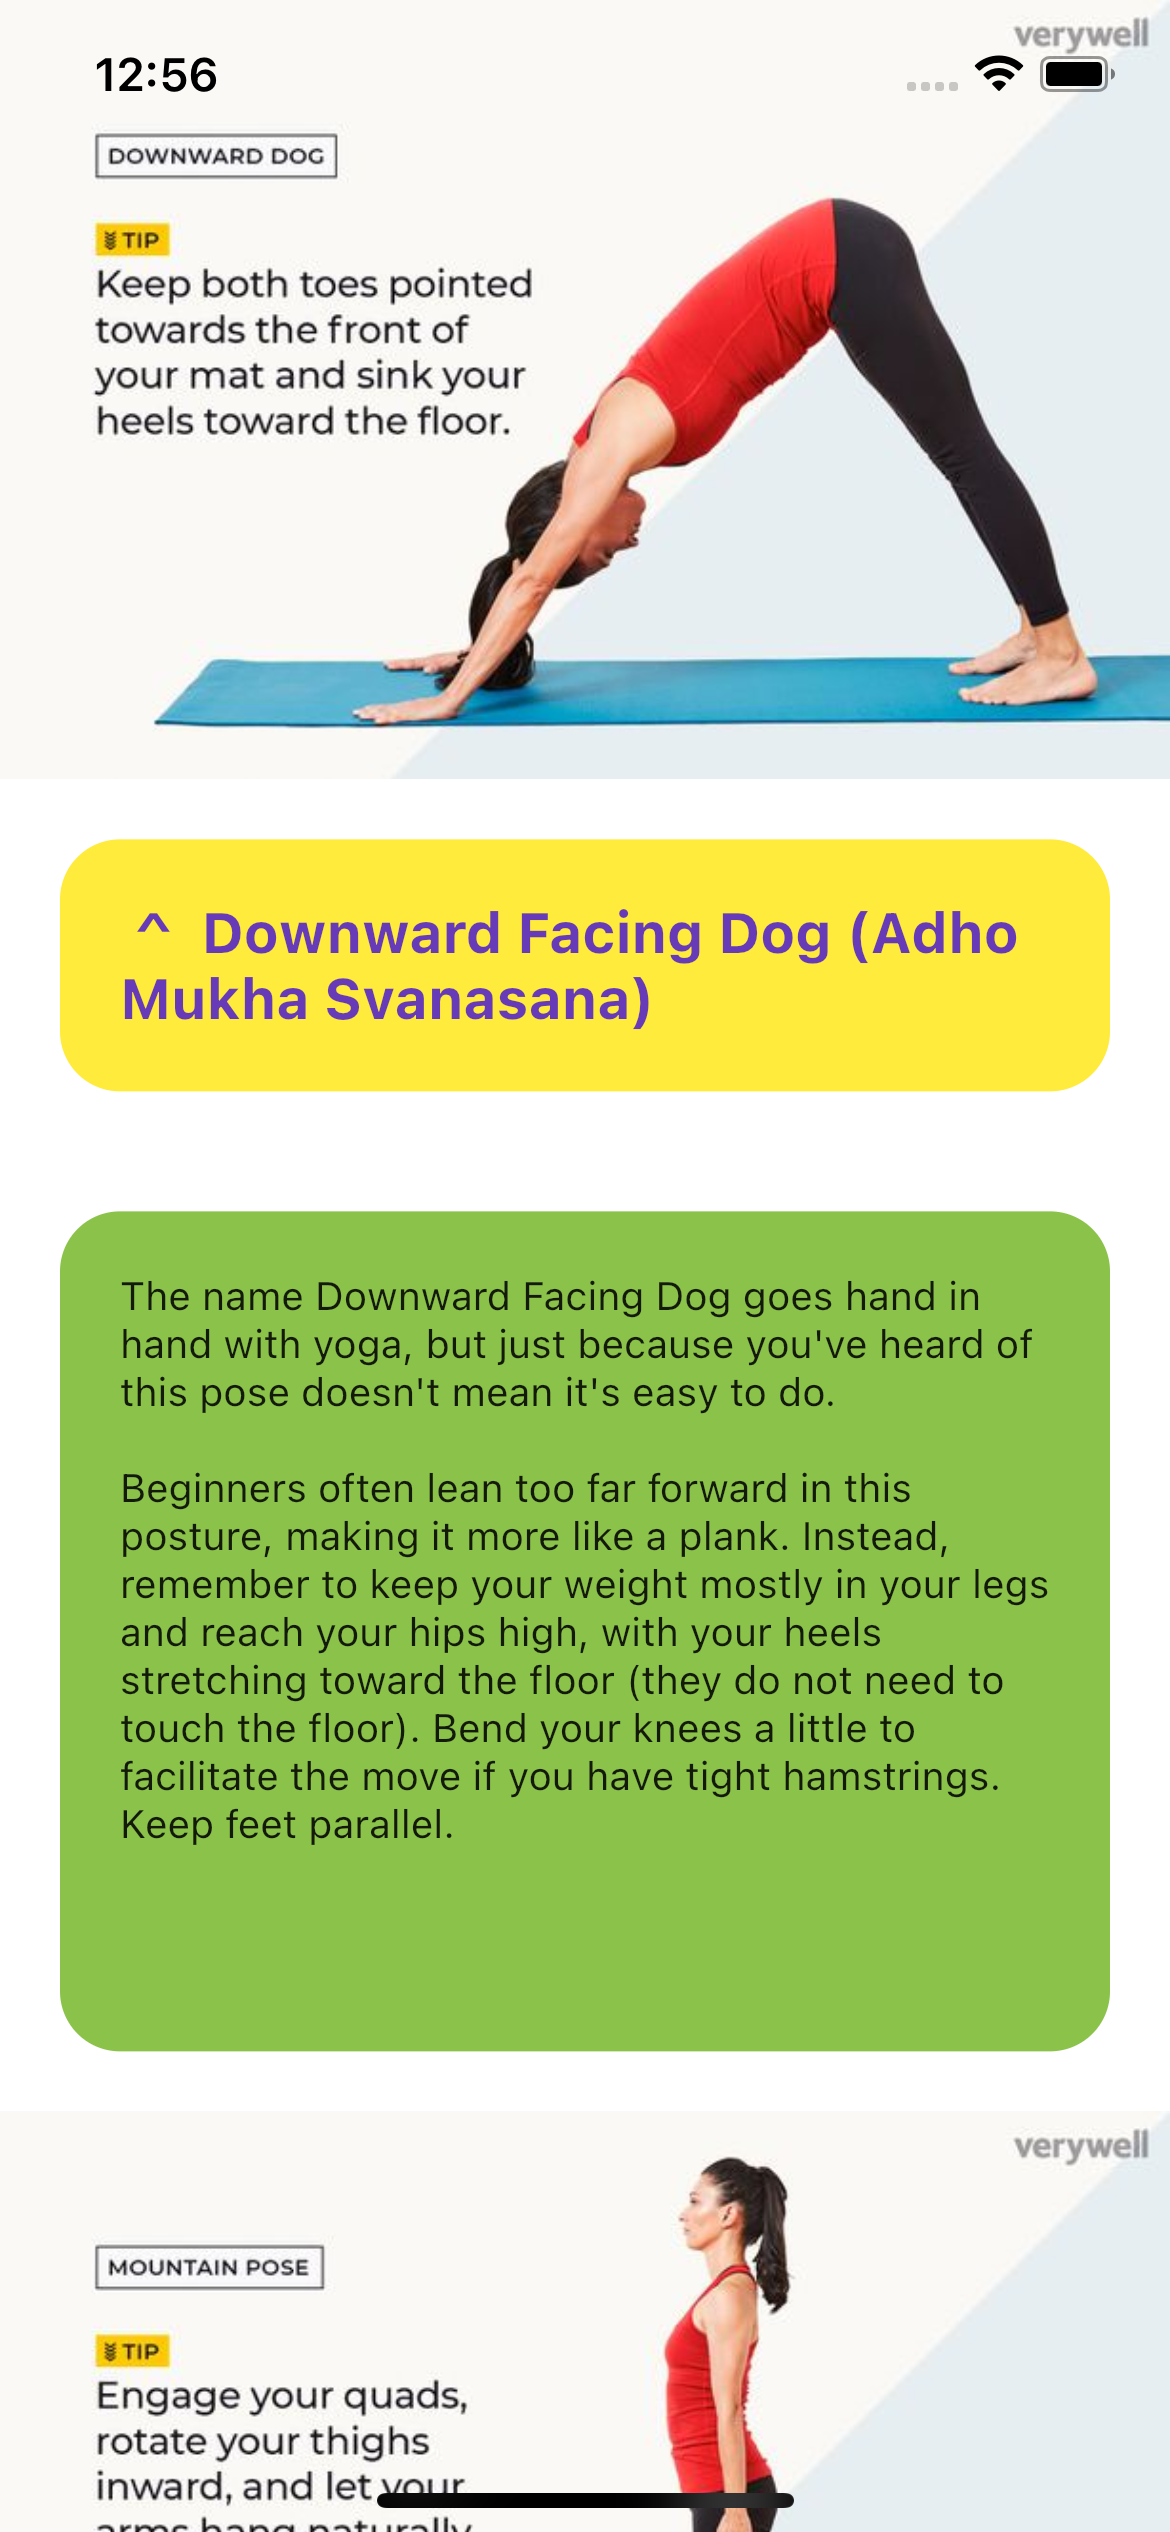 verywell
12:56
DOWNWARD DOG
TIP
Keep both toes pointed
towards the front of
your mat and sink your
heels toward the floor.
^ Downward Facing Dog (Adho
Mukha Svanasana)
The name Downward Facing Dog goes hand in
hand with yoga, but just because you've heard of
this pose doesn't mean it's easy to do.
Beginners often lean too far forward in this
posture, making it more like a plank. Instead,
remember to keep your weight mostly in your legs
and reach your hips high, with your heels
stretching toward the floor (they do not need to
touch the floor). Bend your knees a little to
facilitate the move if you have tight hamstrings.
Keep feet parallel.
verywell
MOUNTAIN POSE
TIP
Engage your quads,
rotate your thighs
inward, and let your
arms hang naturally